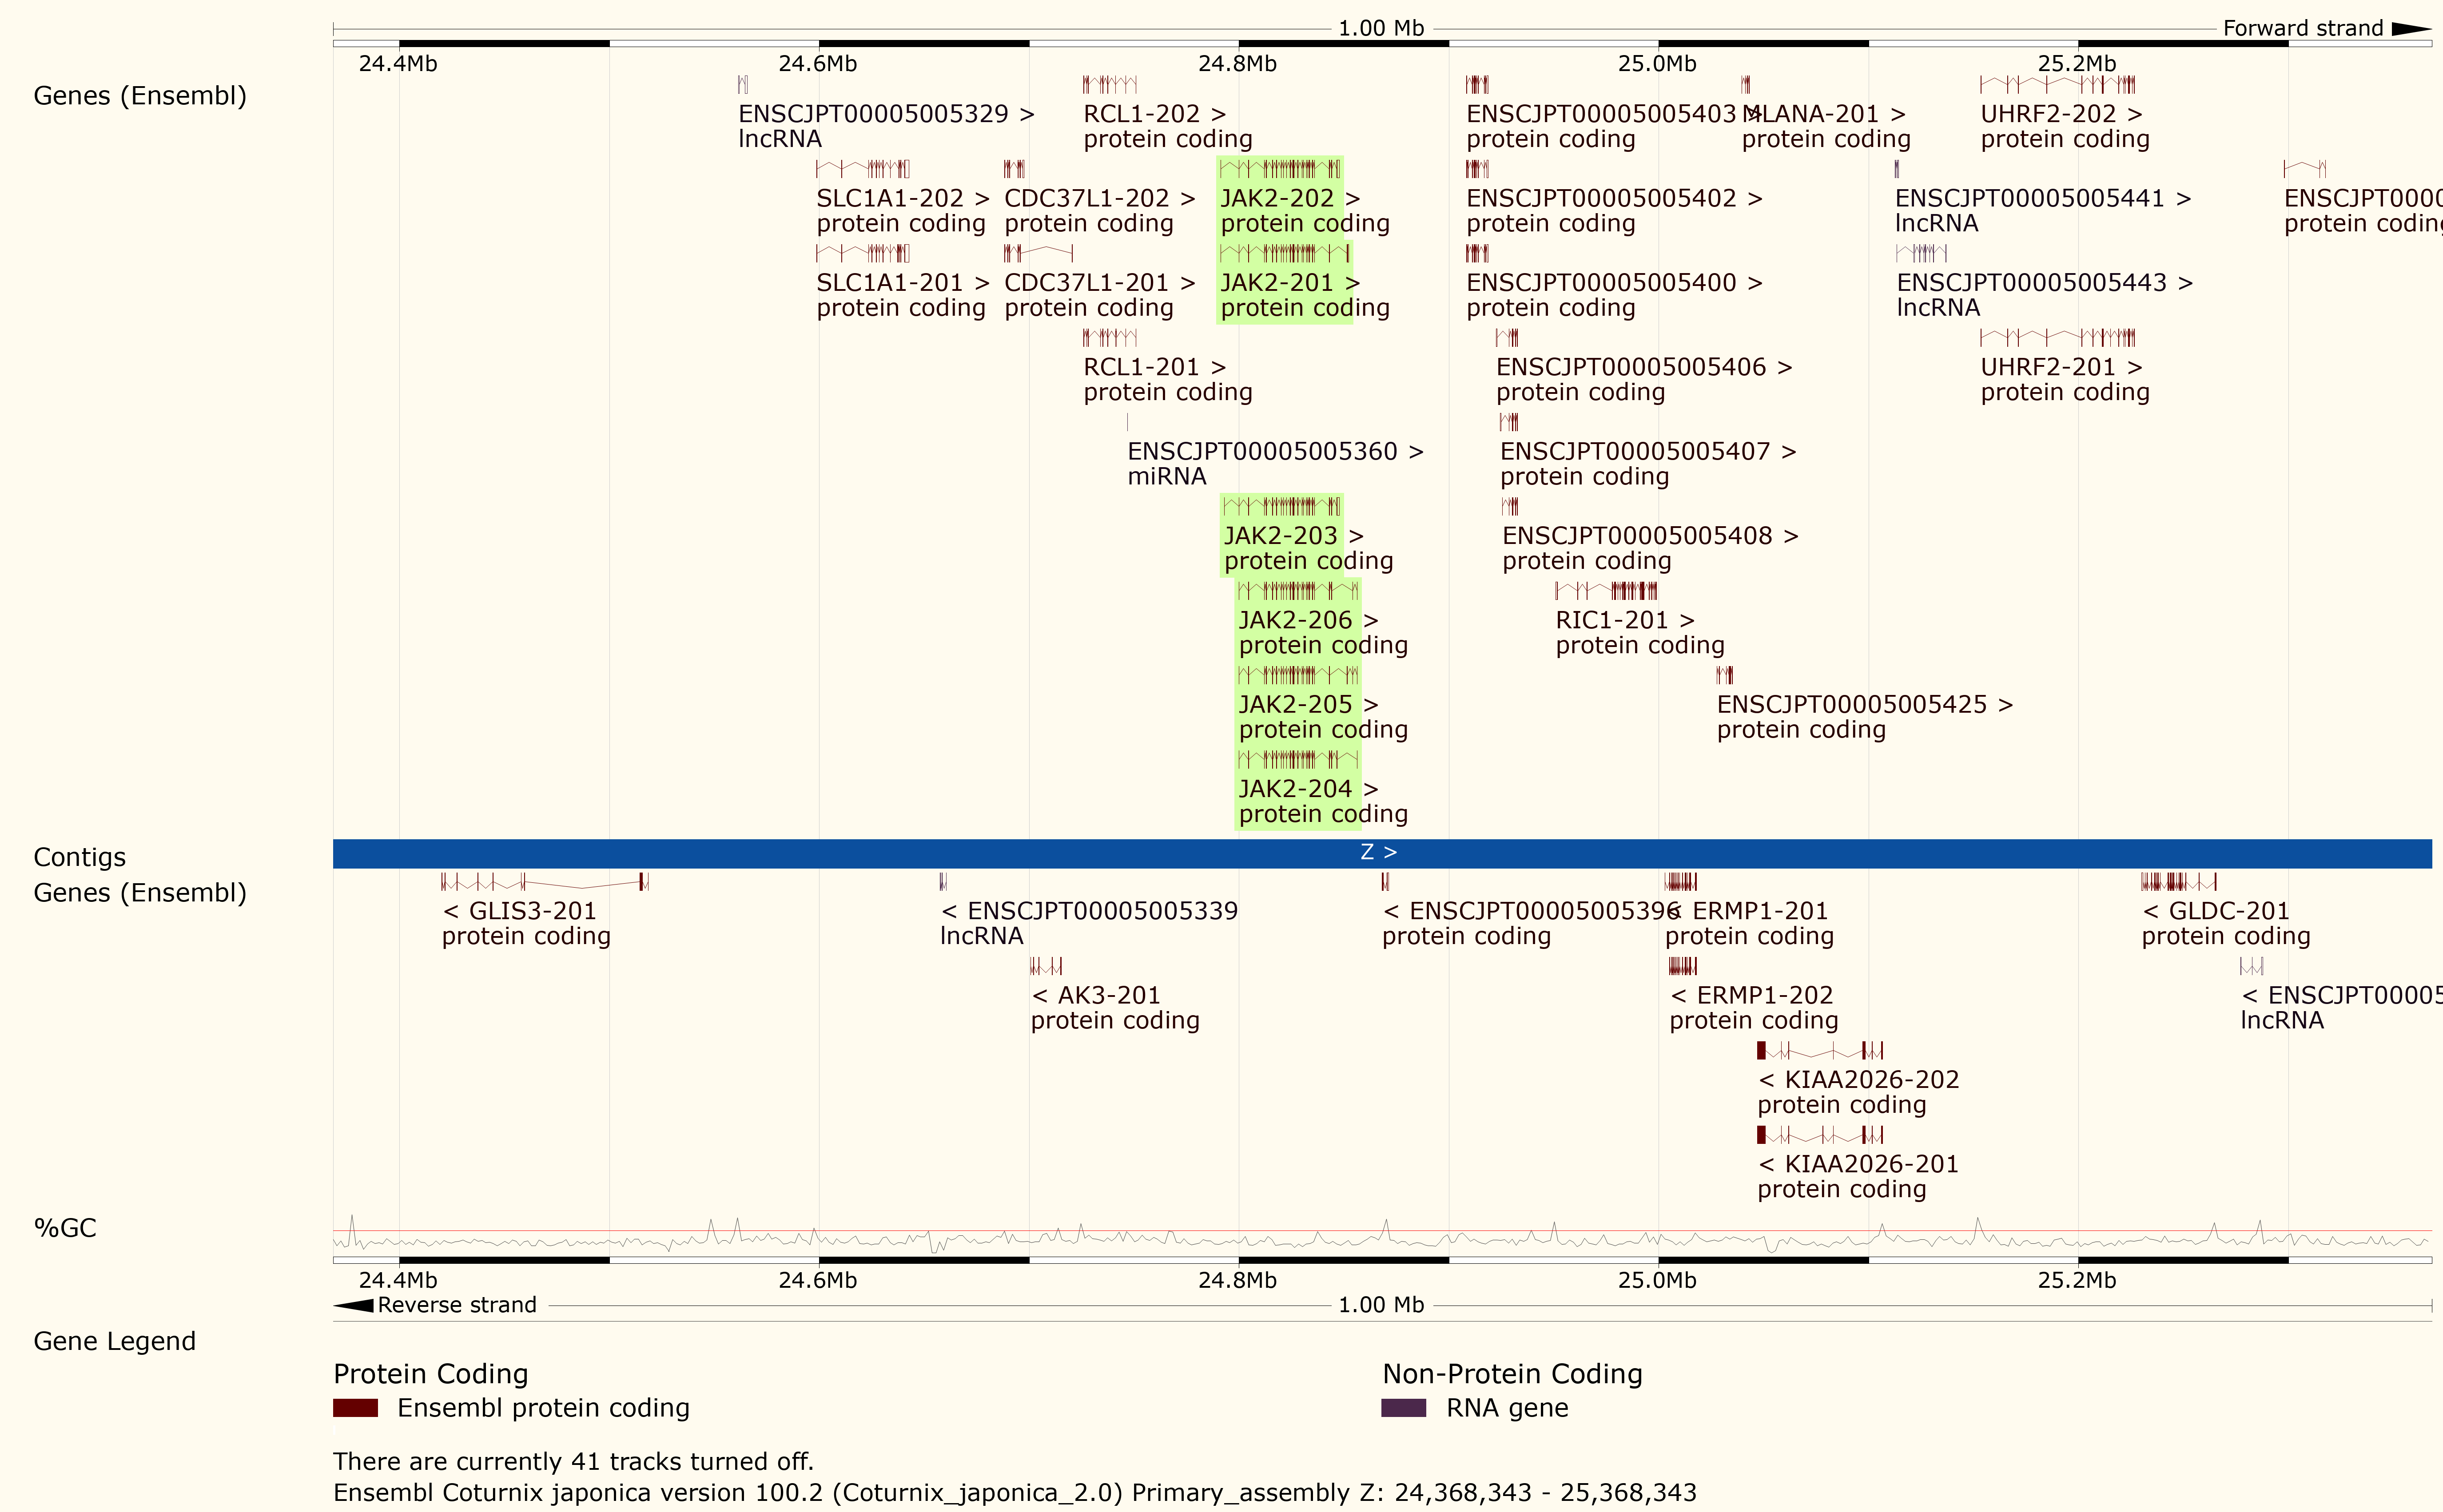 1.00 Mb
Forward strand
24.4Mb 24.6Mb 24.8Mb 25.0Mb 25.2Mb
Genes (Ensembl)
ENSCJPT00005005329 > RCL1-202 > ENSCJPT00005005403 > MLANA-201 > UHRF2-202 >
lncRNA protein coding protein coding protein coding protein coding
SLC1A1-202 > CDC37L1-202 > JAK2-202 > ENSCJPT00005005402 > ENSCJPT00005005441 > ENSCJPT0000
protein coding protein coding protein coding protein coding lncRNA protein coding
SLC1A1-201 > CDC37L1-201 > JAK2-201 > ENSCJPT00005005400 > ENSCJPT00005005443 >
protein coding protein coding protein coding protein coding lncRNA
RCL1-201 > ENSCJPT00005005406 > UHRF2-201 >
protein coding protein coding protein coding
ENSCJPT00005005360 > ENSCJPT00005005407 >
miRNA protein coding
JAK2-203 > ENSCJPT00005005408 >
protein coding protein coding
JAK2-206 > RIC1-201 >
protein coding protein coding
JAK2-205 > ENSCJPT00005005425 >
protein coding protein coding
JAK2-204 >
protein coding
Contigs Z >
Genes (Ensembl)
< GLIS3-201 < ENSCJPT00005005339 < ENSCJPT00005005396 < ERMP1-201 < GLDC-201
protein coding lncRNA protein coding protein coding protein coding
< AK3-201 < ERMP1-202 < ENSCJPT00005
protein coding protein coding lncRNA
< KIAA2026-202
protein coding
< KIAA2026-201
protein coding
%GC
24.4Mb 24.6Mb 24.8Mb 25.0Mb 25.2Mb
Reverse strand 1.00 Mb
Gene Legend
Protein Coding Non-Protein Coding
Ensembl protein coding RNA gene
There are currently 41 tracks turned off.
Ensembl Coturnix japonica version 100.2 (Coturnix_japonica_2.0) Primary_assembly Z: 24,368,343 - 25,368,343